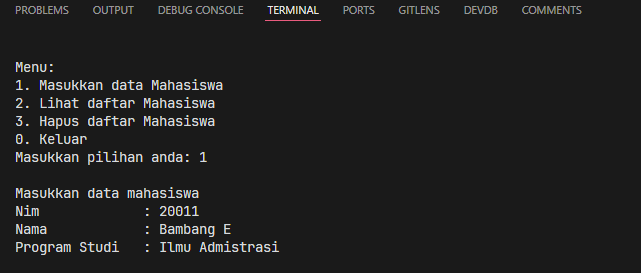 PROBLEMS OUTPUT DEBUG CONSOLE TERMINAL PORTS GITLENS DEVDB COMMENTS
Menu:
1. Masukkan data Mahasiswa
2. Lihat daftar Mahasiswa
3. Hapus daftar Mahasiswa
0. Keluar
Masukkan pilihan anda: 1
Masukkan data mahasiswa
Nim : 20011
Nama : Bambang E
Program Studi : Ilmu Admistrasi